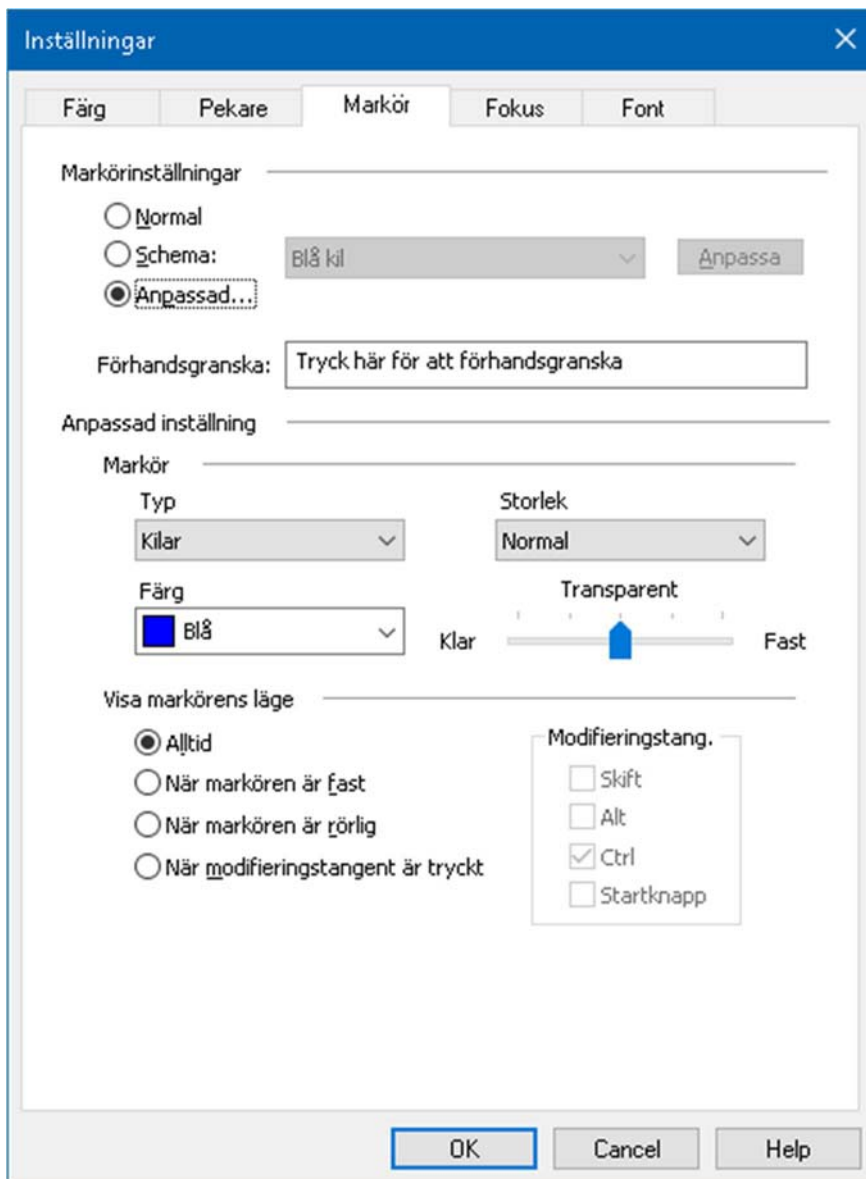 Inställningar
Färg Pekare Markör Fokus Font
Markörinställningar
Normal
Schema: Blå kil Anpassa
Anpassad...
Förhandsgranska: Tryck här för att förhandsgranska
Anpassad inställning
Markör
Typ Storlek
Kilar Normal
Färg Transparent
Blå Klar Fast
Visa markörens läge
Alltid Modifieringstang.
När markören är fast Skift
När markören är rörlig Alt
När modifieringstangent är tryckt Ctrl
Startknapp
OK Cancel Help